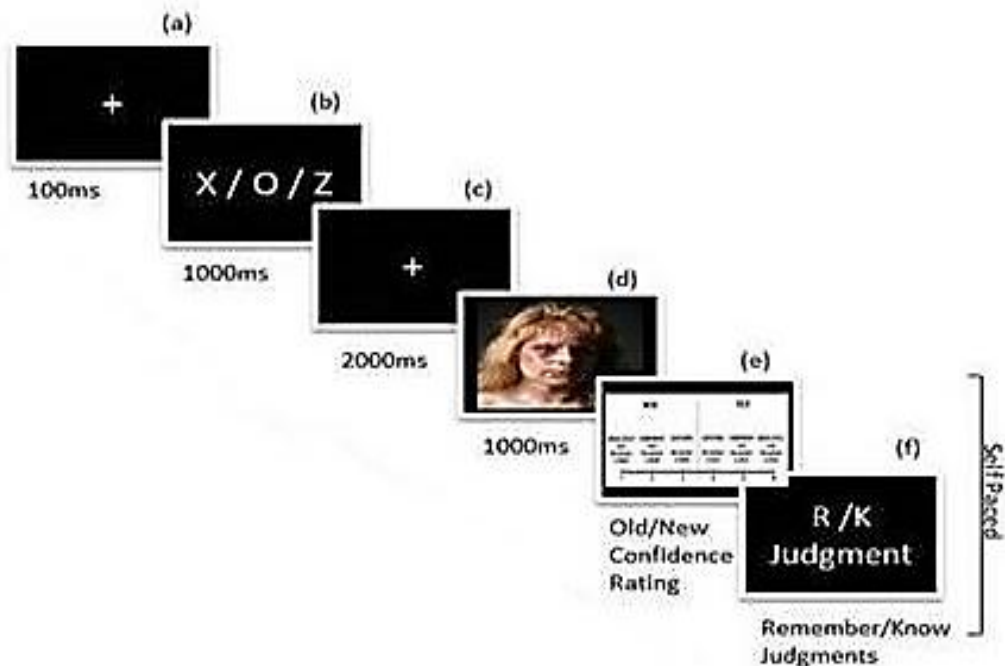 (a)
+
100ms
(b)
X / O / Z
1000ms
(c)
+
2000ms
(d)
1000ms
(e)
Old/New
Confidence
Rating
(f)
R /K
Judgment
Remember/Know
Judgments
Self Paced